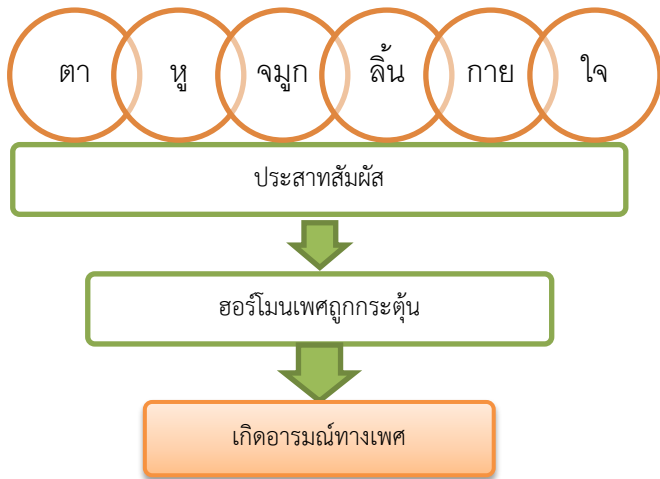 ตา หู จมูก ลิ้น กาย ใจ
ประสาทสัมผัส
ฮอร์โมนเพศถูกกระตุ้น
เกิดอารมณ์ทางเพศ